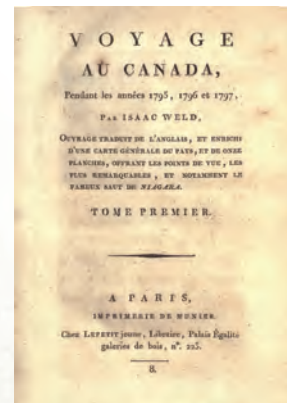 VOYAGE
AU CANADA,
Pendant les années 1795, 1796 et 1797,
PAR ISAAC WELD,
OUVRAGE TRADUIT DE L'ANGLAIS, ET ENRICHI
D'UNE CARTE GÉNÉRALE DU PAYS, ET DE ONZE
PLANCHES, OFFRANT LES POINTS DE VUE, LES
PLUS REMARQUABLES, ET NOTAMMENT LE
FAMEUX SAUT DE NIAGARA.
TOME PREMIER.
A PARIS,
IMPRIMERIE DE MUNIER.
Chez LEPETIT jeune, Libraire, Palais Égalité
galeries de bois, n°. 223.
8.